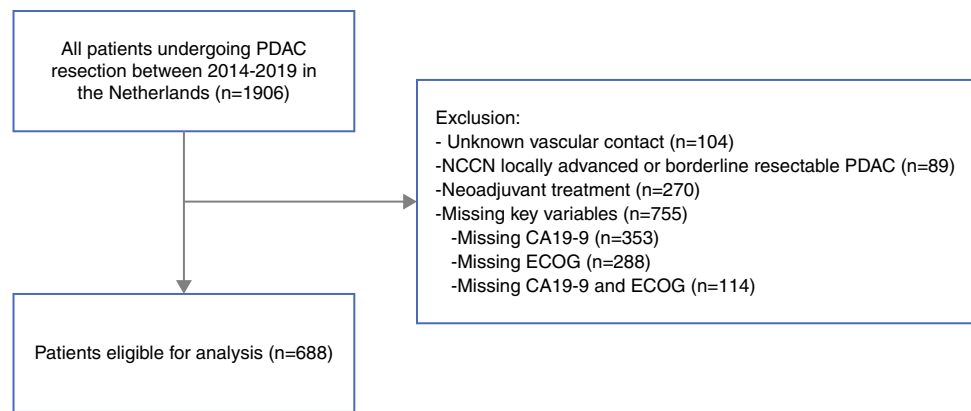 All patients undergoing PDAC
resection between 2014-2019 in
the Netherlands (n=1906)
Exclusion:
- Unknown vascular contact (n=104)
-NCCN locally advanced or borderline resectable PDAC (n=89)
-Neoadjuvant treatment (n=270)
-Missing key variables (n=755)
-Missing CA19-9 (n=353)
-Missing ECOG (n=288)
-Missing CA19-9 and ECOG (n=114)
Patients eligible for analysis (n=688)